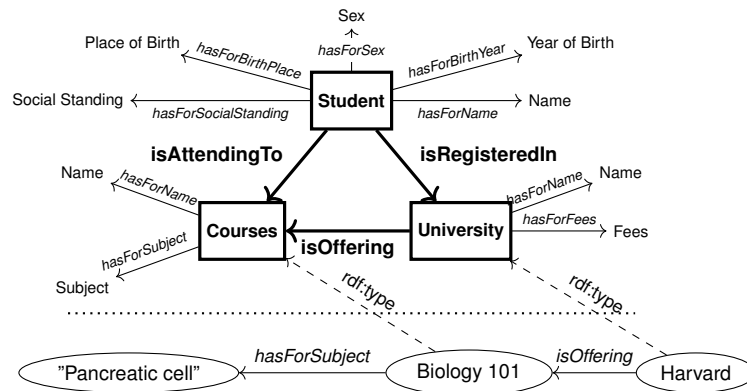 Sex
Place of Birth
hasForBirthPlace
hasForSex
hasForBirthYear
Year of Birth
Student
Social Standing
hasForSocialStanding
hasForName
Name
isAttendingTo
isRegisteredIn
Name
hasForName
hasForName
Name
Courses
University
hasForSubject
isOffering
hasForFees
Fees
Subject
rdf:type
rdf:type
"Pancreatic cell"
hasForSubject
Biology 101
isOffering
Harvard